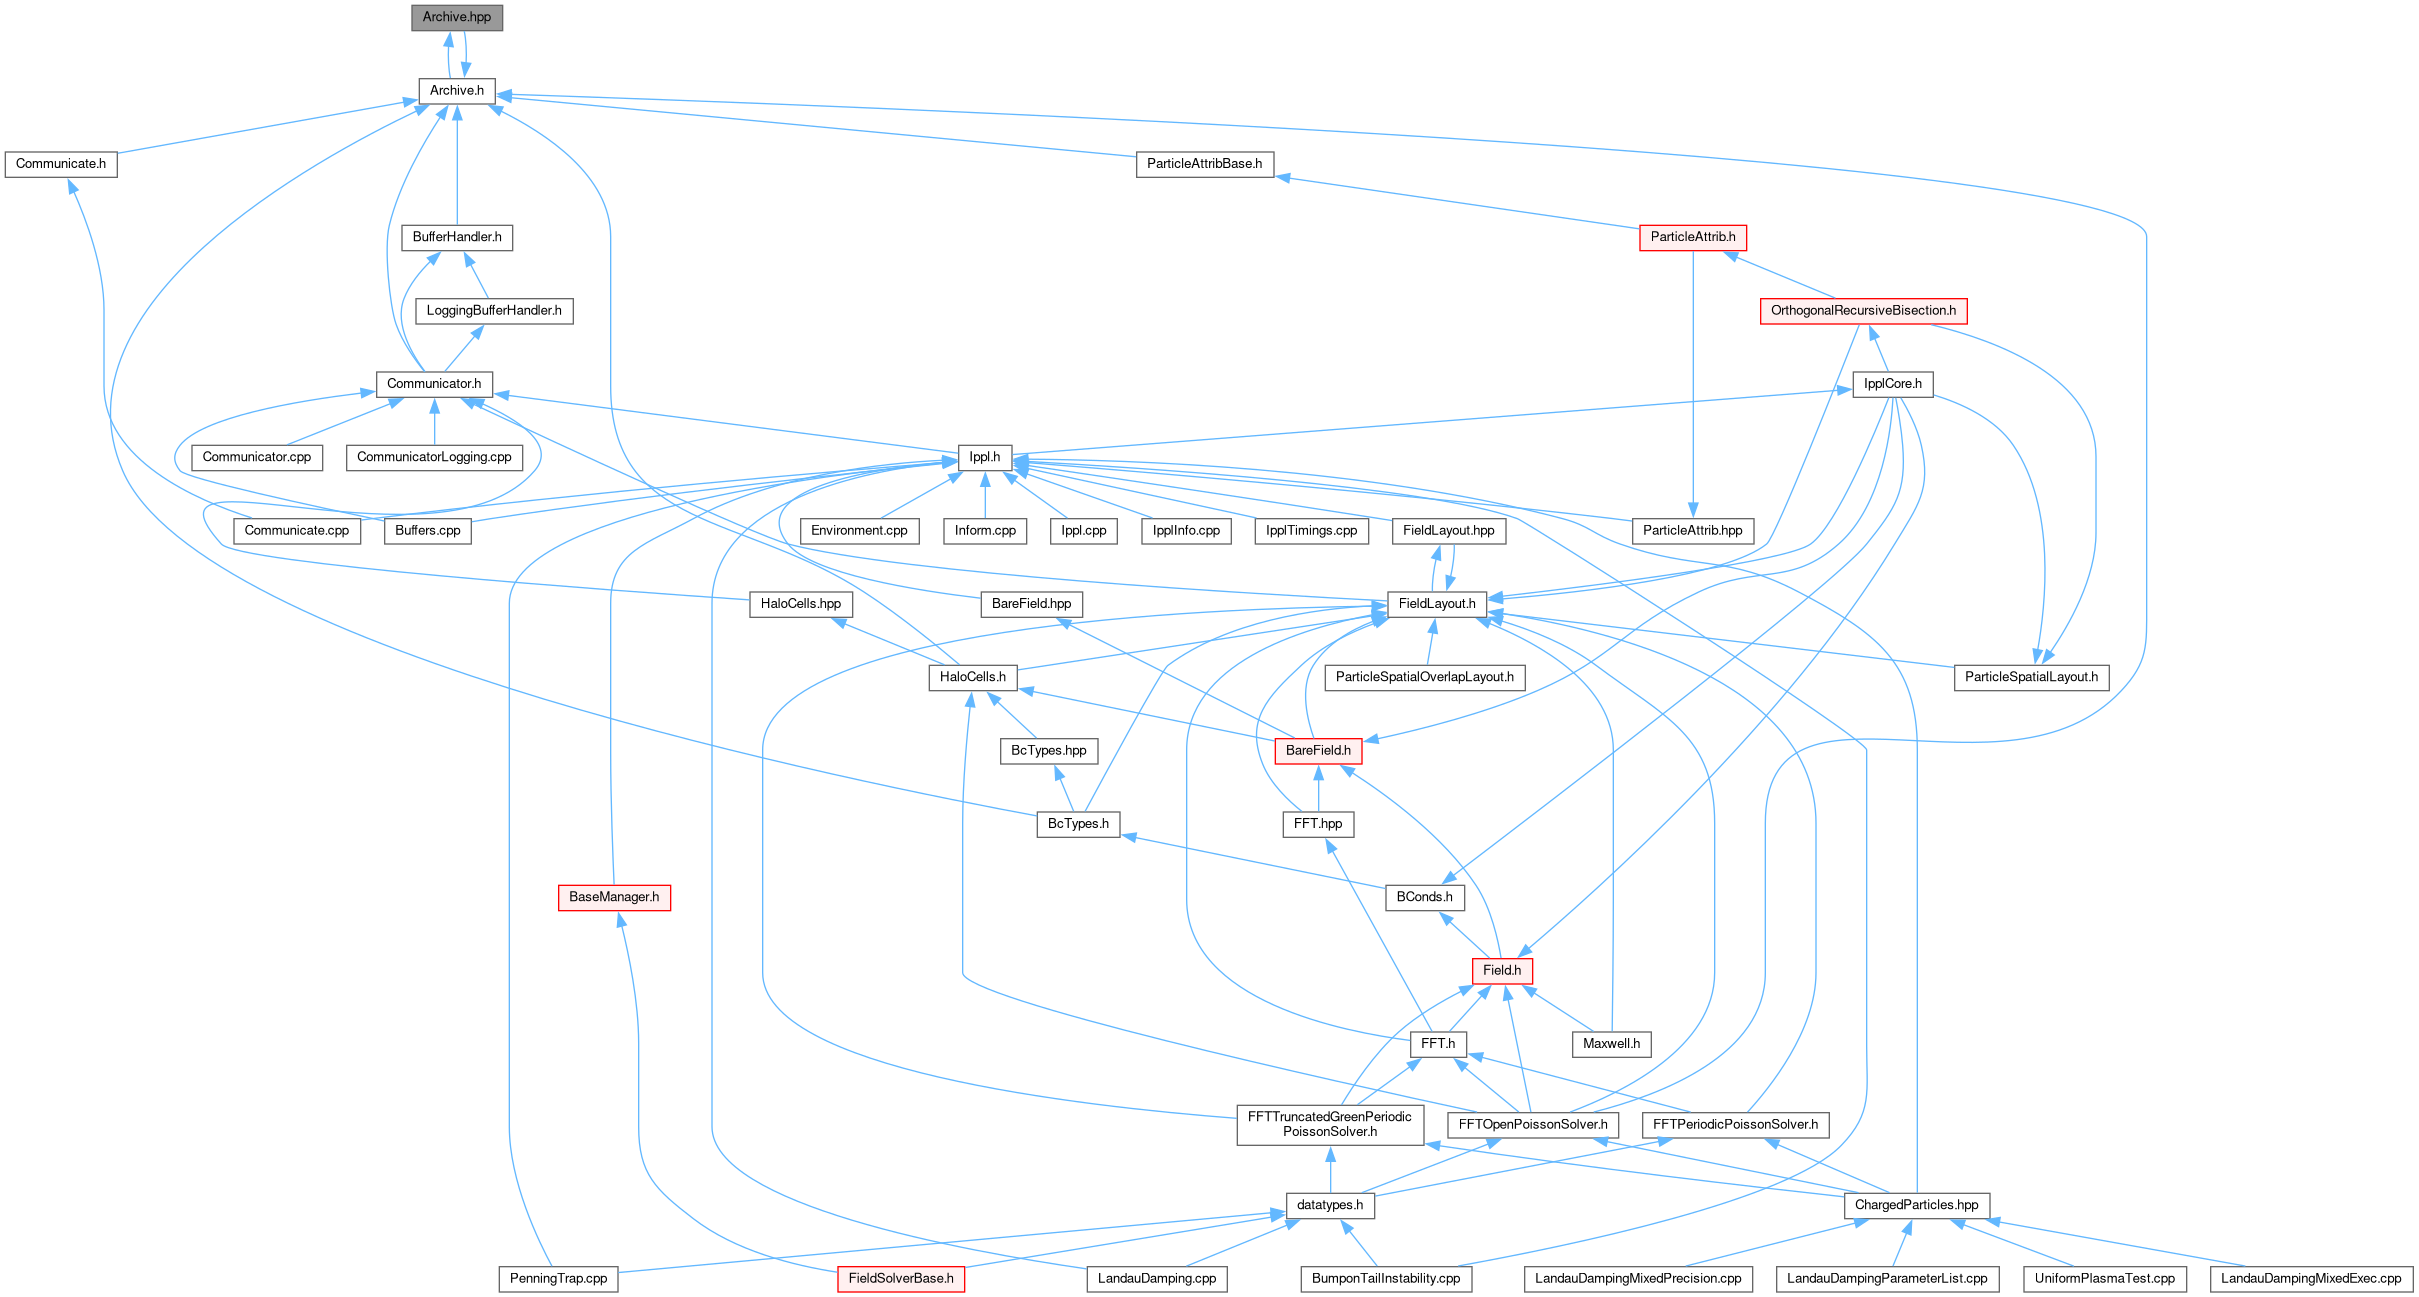 Archive.hpp
Archive.h
Communicate.h
ParticleAttribBase.h
BufferHandler.h
ParticleAttrib.h
LoggingBufferHandler.h
OrthogonalRecursiveBisection.h
Communicator.h
IpplCore.h
Communicator.cpp
CommunicatorLogging.cpp
Ippl.h
Communicate.cpp
Buffers.cpp
Environment.cpp
Inform.cpp
Ippl.cpp
IpplInfo.cpp
IpplTimings.cpp
FieldLayout.hpp
ParticleAttrib.hpp
HaloCells.hpp
BareField.hpp
FieldLayout.h
HaloCells.h
ParticleSpatialOverlapLayout.h
ParticleSpatialLayout.h
BcTypes.hpp
BareField.h
BcTypes.h
FFT.hpp
BaseManager.h
BConds.h
Field.h
FFT.h
Maxwell.h
FFTTruncatedGreenPeriodic
PoissonSolver.h
FFTOpenPoissonSolver.h
FFTPeriodicPoissonSolver.h
datatypes.h
ChargedParticles.hpp
PenningTrap.cpp
FieldSolverBase.h
LandauDamping.cpp
BumponTailInstability.cpp
LandauDampingMixedPrecision.cpp
LandauDampingParameterList.cpp
UniformPlasmaTest.cpp
LandauDampingMixedExec.cpp